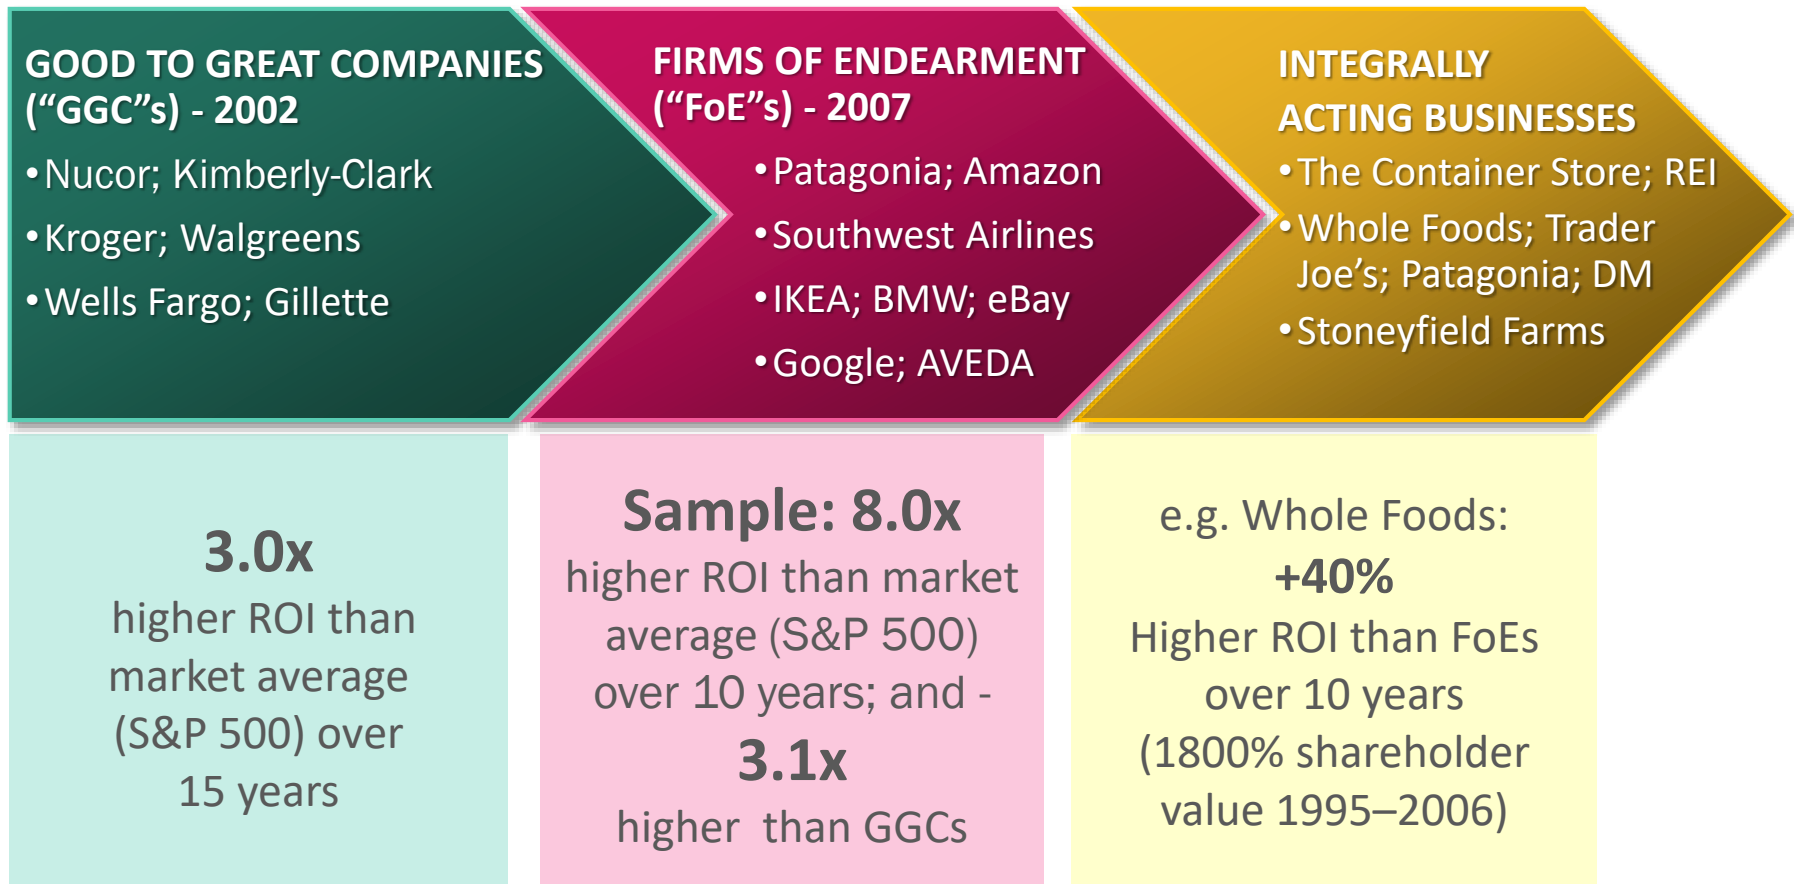 GOOD TO GREAT COMPANIES
(“GGC”s) - 2002
•Nucor; Kimberly-Clark
•Kroger; Walgreens
•Wells Fargo; Gillette
FIRMS OF ENDEARMENT
(“FoE”s) - 2007
•Patagonia; Amazon
•Southwest Airlines
•IKEA; BMW; eBay
•Google; AVEDA
INTEGRALLY
ACTING BUSINESSES
•The Container Store; REI
•Whole Foods; Trader
Joe’s; Patagonia; DM
•Stoneyfield Farms
3.0x
higher ROI than
market average
(S&P 500) over
15 years
Sample: 8.0x
higher ROI than market
average (S&P 500)
over 10 years; and -
3.1x
higher than GGCs
e.g. Whole Foods:
+40%
Higher ROI than FoEs
over 10 years
(1800% shareholder
value 1995–2006)